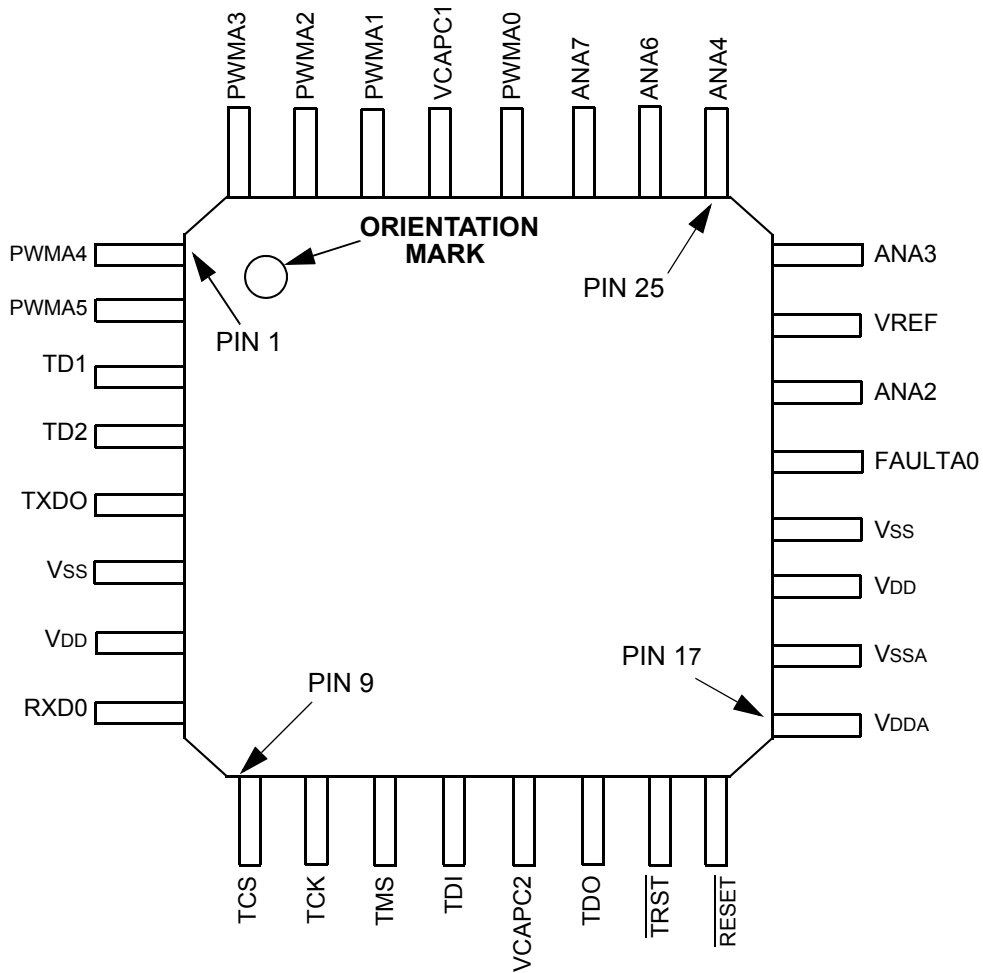 PWMA3
PWMA2
PWMA1
VCAPC1
PWMA0
ANA7
ANA6
ANA4
ORIENTATION
MARK
PIN 25
PIN 1
PWMA4
PWMA5
TD1
TD2
TXDO
VSS
VDD
RXD0
ANA3
VREF
ANA2
FAULTA0
VSS
VDD
VSSA
VDDA
PIN 17
PIN 9
TCS
TCK
TMS
TDI
VCAPC2
TDO
TRST
RESET